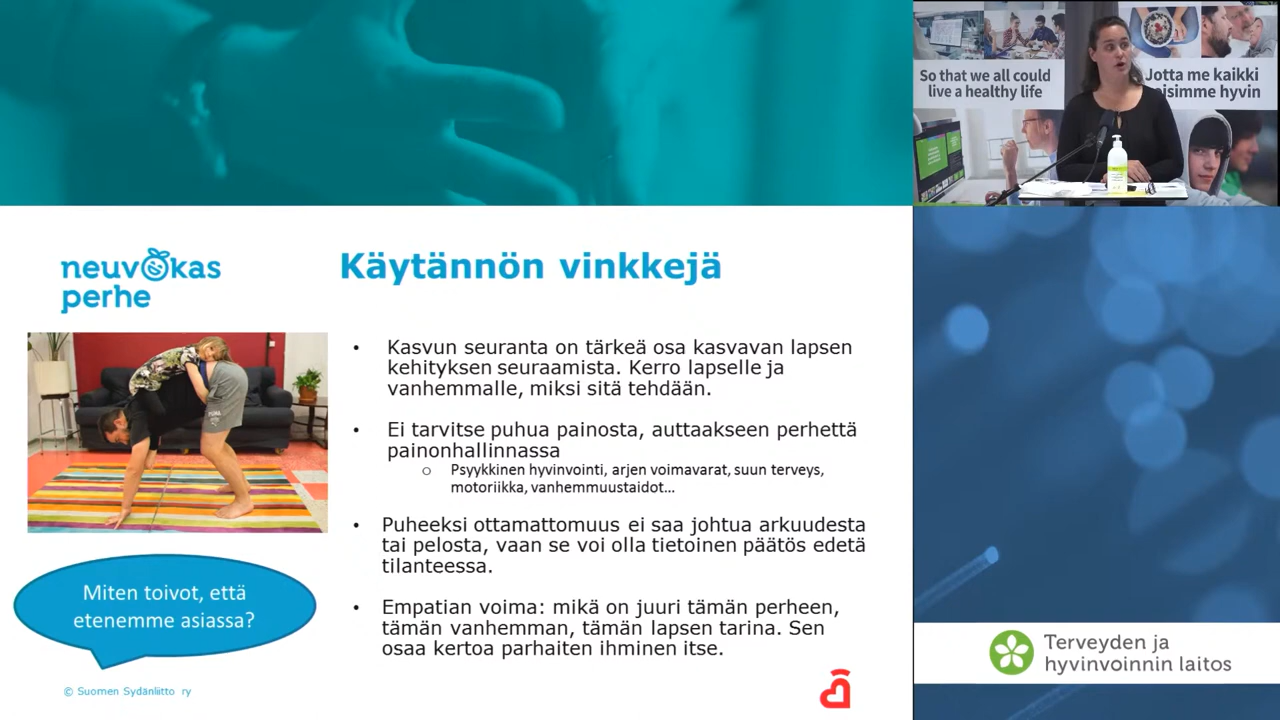 So that we all could
live a healthy life
Jotta me kaikki
voisimme hyvin
neuvokas
perhe
Käytännön vinkkejä
• Kasvun seuranta on tärkeä osa kasvavan lapsen
kehityksen seuraamista. Kerro lapselle ja
vanhemmalle, miksi sitä tehdään.
• Ei tarvitse puhua painosta, auttaakseen perhettä
painonhallinnassa
o Psyykkinen hyvinvointi, arjen voimavarat, suun terveys,
motoriikka, vanhemmuustaidot…
• Puheeksi ottamattomuus ei saa johtua arkuudesta
tai pelosta, vaan se voi olla tietoinen päätös edetä
tilanteessa.
• Empatian voima: mikä on juuri tämän perheen,
tämän vanhemman, tämän lapsen tarina. Sen
osaa kertoa parhaiten ihminen itse.
Miten toivot, että
etenemme asiassa?
© Suomen Sydänliitto ry
Terveyden ja
hyvinvoinnin laitos